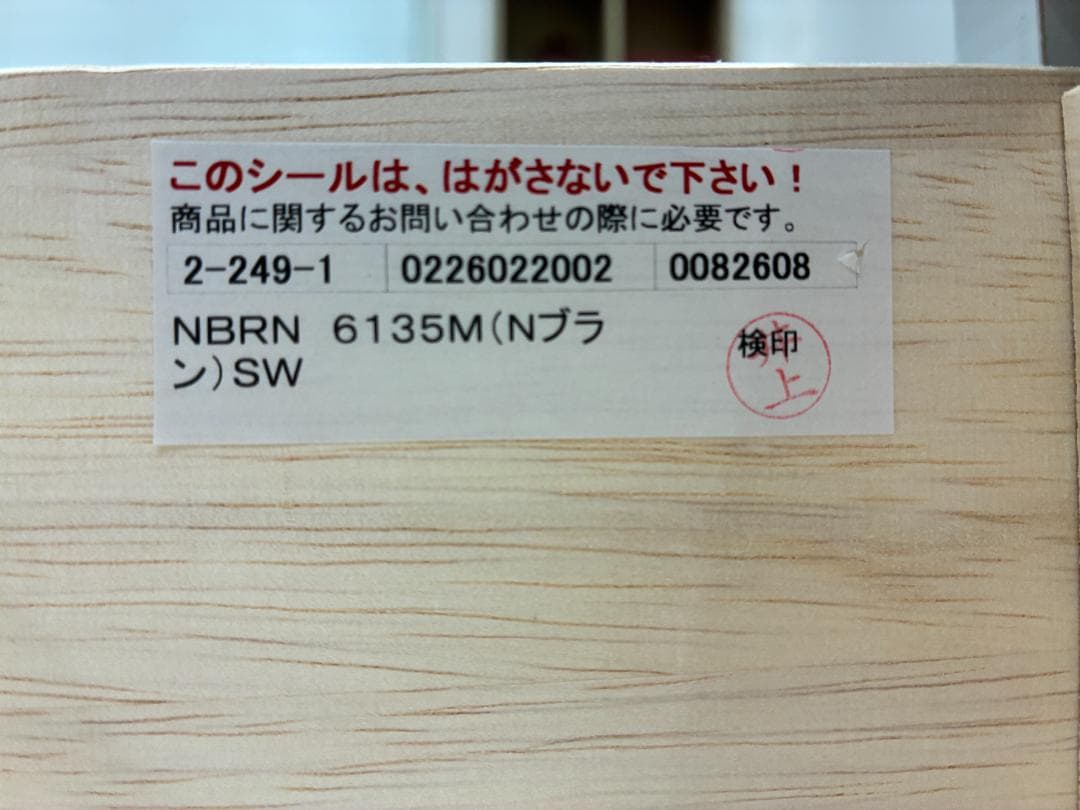 このシールは、はがさないで下さい！
商品に関するお問い合わせの際に必要です。
2-249-1 0226022002 0082608
NBRN　6135M(Nブラ
ン)SW
検印
上